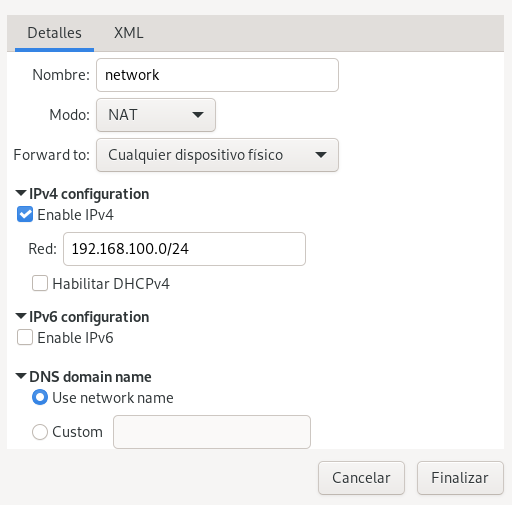 Detalles XML
Nombre: network
Modo: NAT
Forward to: Cualquier dispositivo físico
IPv4 configuration
Enable IPv4
Red: 192.168.100.0/24
Habilitar DHCPv4
IPv6 configuration
Enable IPv6
DNS domain name
Use network name
Custom
Cancelar Finalizar